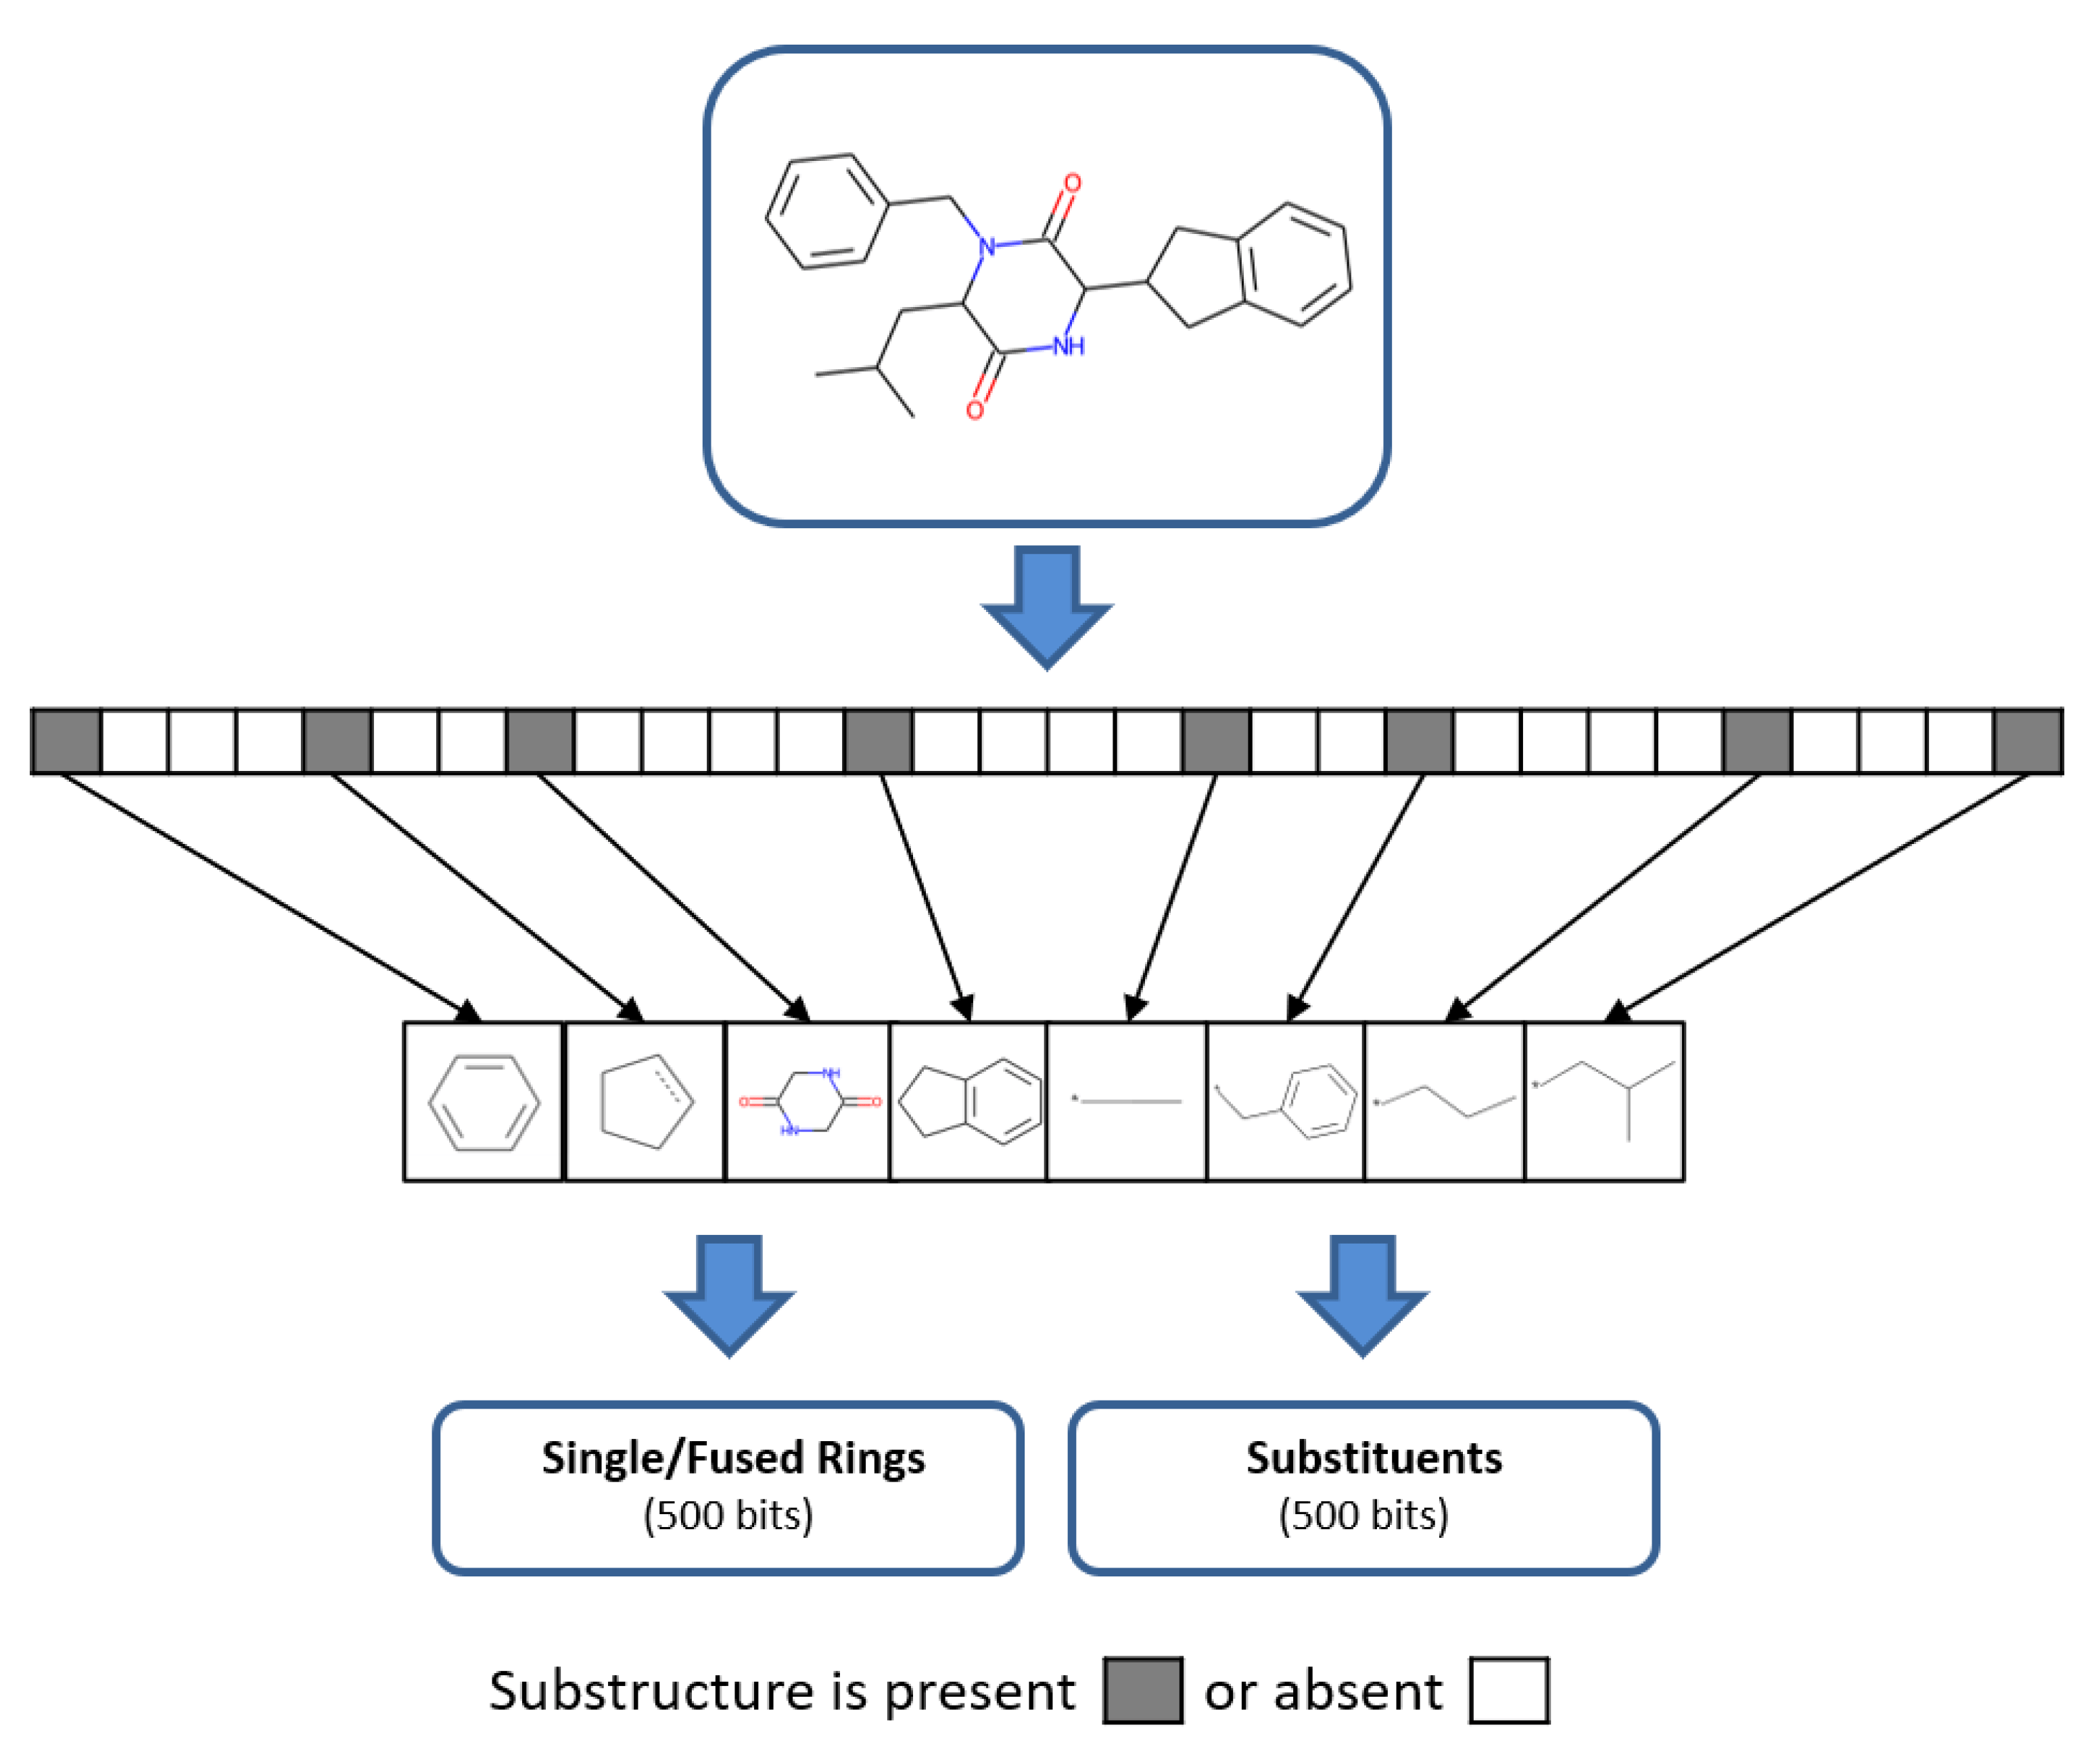 O
N
NH
O
NH
O
O
HN
*
*
*
*
Single/Fused Rings
(500 bits)
Substituents
(500 bits)
Substructure is present or absent